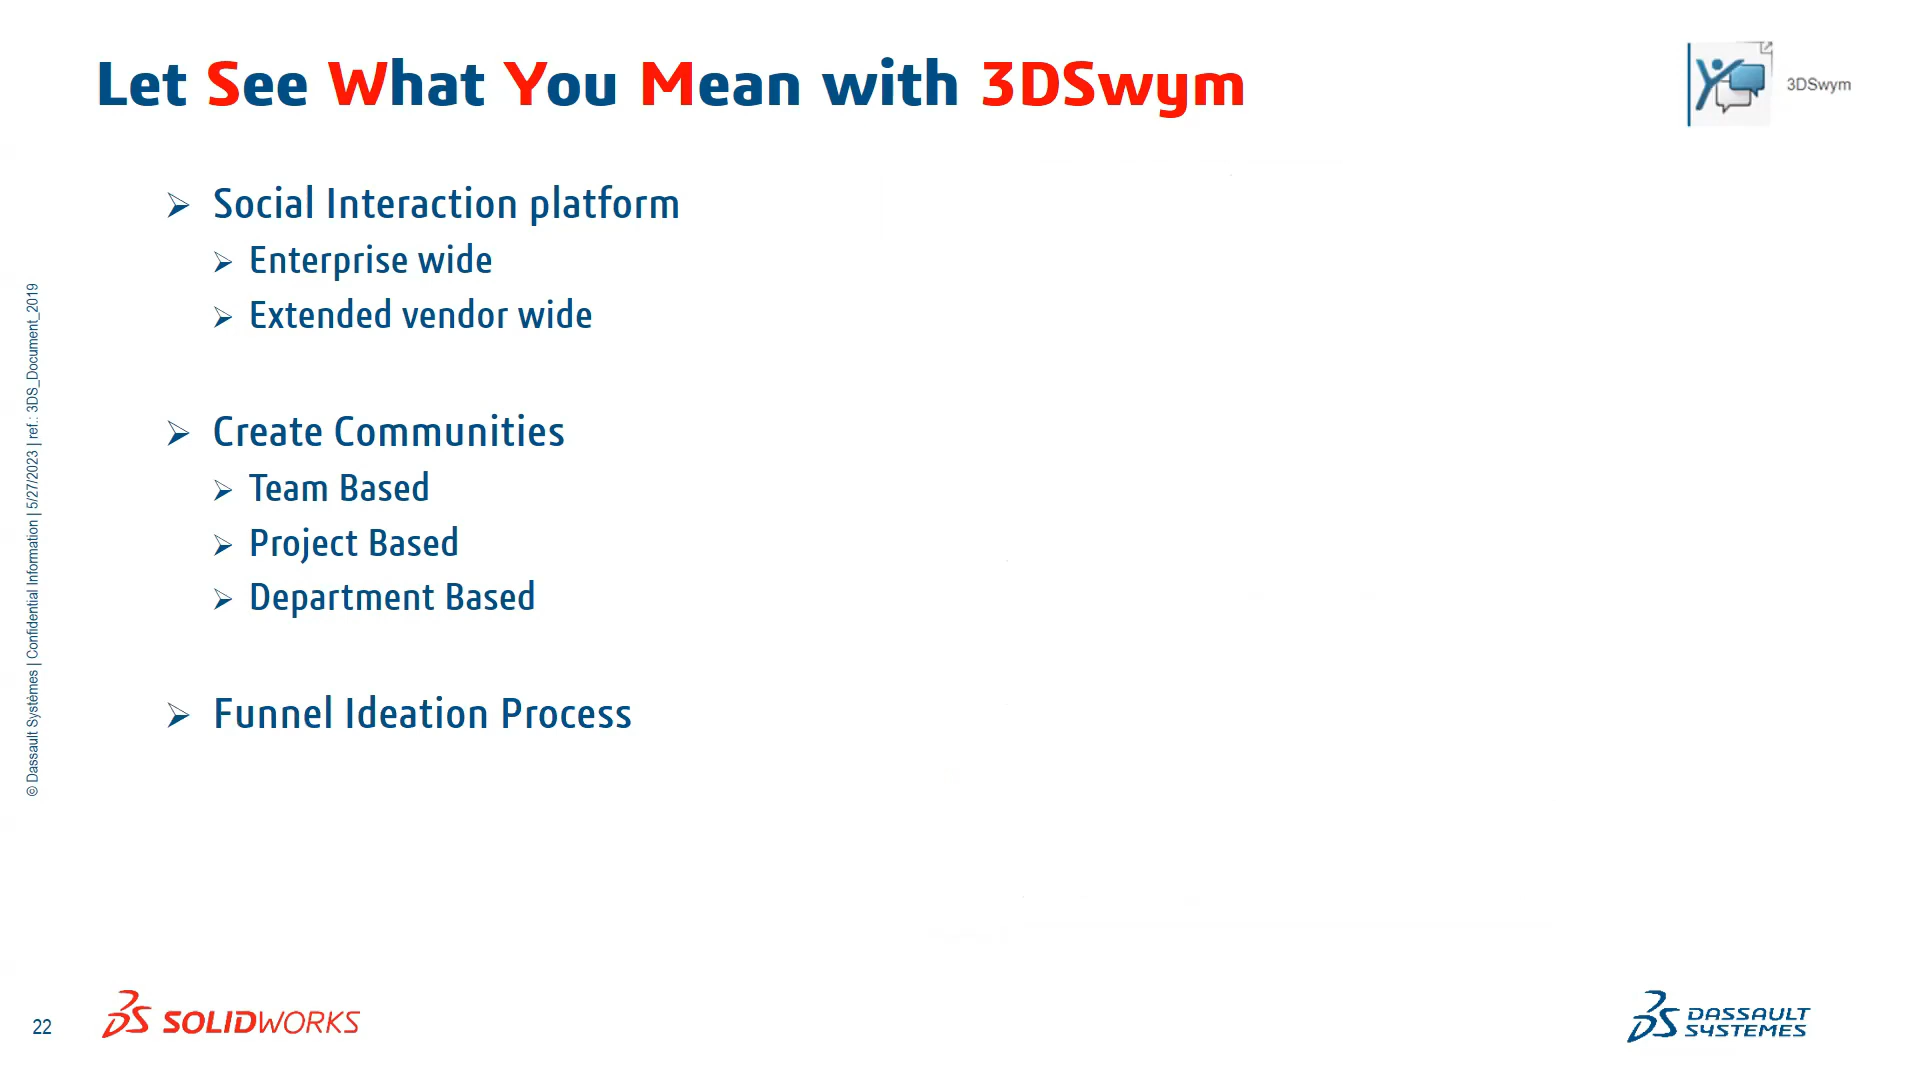 Let See What You Mean with 3DSwym
3DSwym
➢ Social Interaction platform
➢ Enterprise wide
➢ Extended vendor wide
➢ Create Communities
➢ Team Based
➢ Project Based
➢ Department Based
➢ Funnel Ideation Process
© Dassault Systèmes | Confidential Information | 5/27/2023 | ref.: 3DS_Document_2019
22
3DS SOLIDWORKS
3DS DASSAULT
SYSTEMES